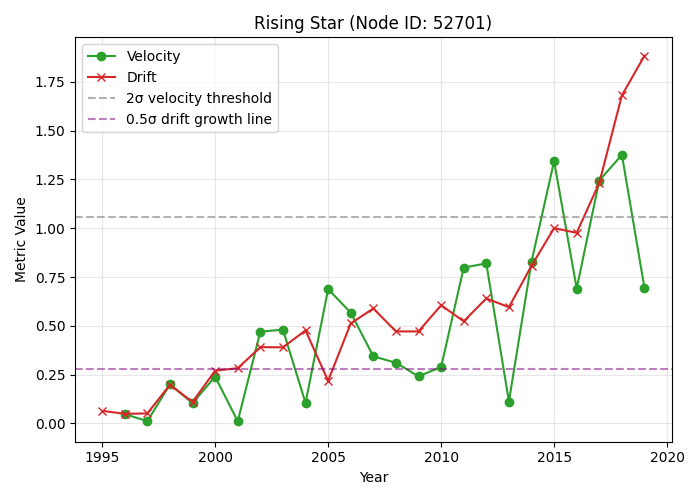 Rising Star (Node ID: 52701)
Velocity
Drift
2σ velocity threshold
0.5σ drift growth line
Metric Value
1.75
1.50
1.25
1.00
0.75
0.50
0.25
0.00
1995
2000
2005
2010
2015
2020
Year